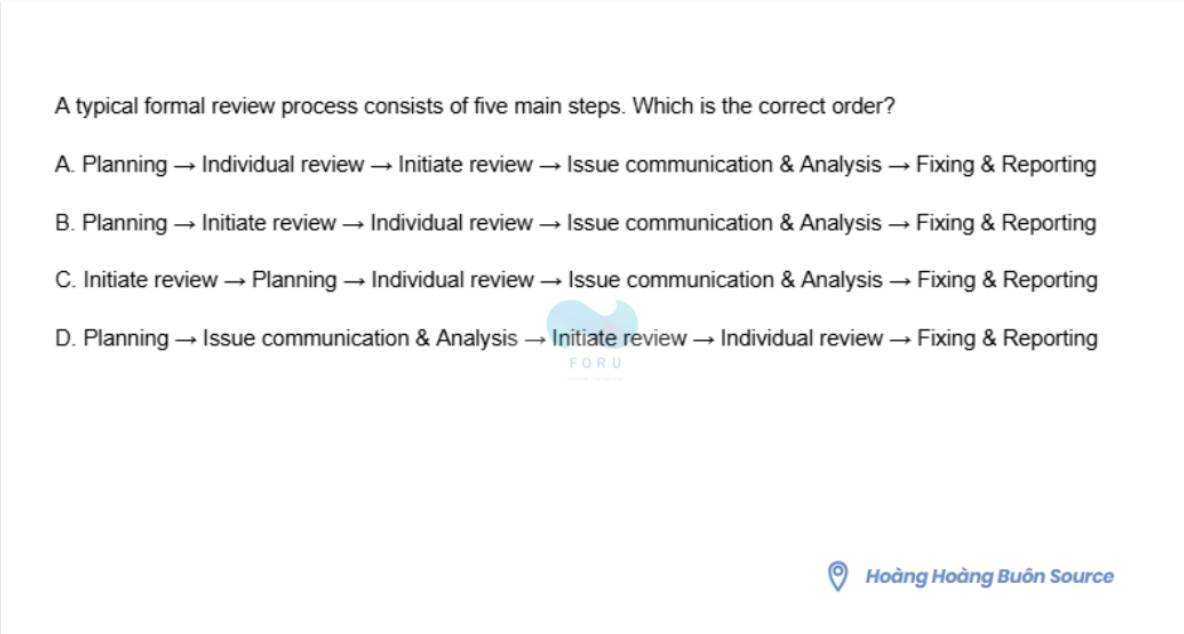 A typical formal review process consists of five main steps. Which is the correct order?
A. Planning → Individual review → Initiate review → Issue communication & Analysis → Fixing & Reporting
B. Planning → Initiate review → Individual review → Issue communication & Analysis → Fixing & Reporting
C. Initiate review → Planning → Individual review → Issue communication & Analysis → Fixing & Reporting
D. Planning → Issue communication & Analysis → Initiate review → Individual review → Fixing & Reporting
FORU
Hoàng Hoàng Buôn Source